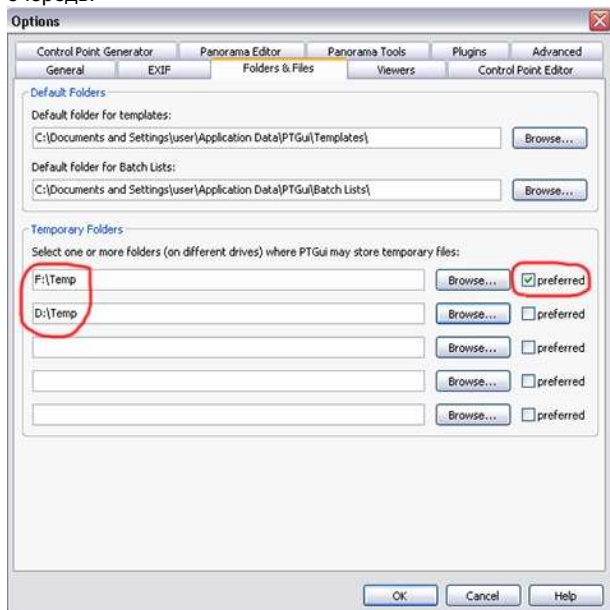 очередь.
Options
Control Point Generator Panorama Editor Panorama Tools Plugins Advanced
General EXIF Folders & Files Viewers Control Point Editor
Default Folders
Default folder for templates:
C:\Documents and Settings\user\Application Data\PTGui\Templates\ Browse...
Default folder for Batch Lists:
C:\Documents and Settings\user\Application Data\PTGui\Batch Lists\ Browse...
Temporary Folders
Select one or more folders (on different drives) where PTGui may store temporary files:
F:\Temp Browse... preferred
D:\Temp Browse... preferred
Browse... preferred
Browse... preferred
Browse... preferred
OK Cancel Help